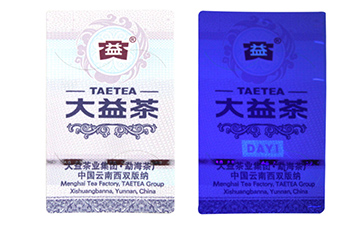 益
TAETEA
大益茶
大益茶业集团·勐海茶厂
中国云南西双版纳
Menghai Tea Factory, TAETEA Group
Xishuangbanna, Yunnan, China
益
TAETEA
大益茶
DAYI
大益茶业集团·勐海茶厂
中国云南西双版纳
Menghai Tea Factory, TAETEA Group
Xishuangbanna, Yunnan, China